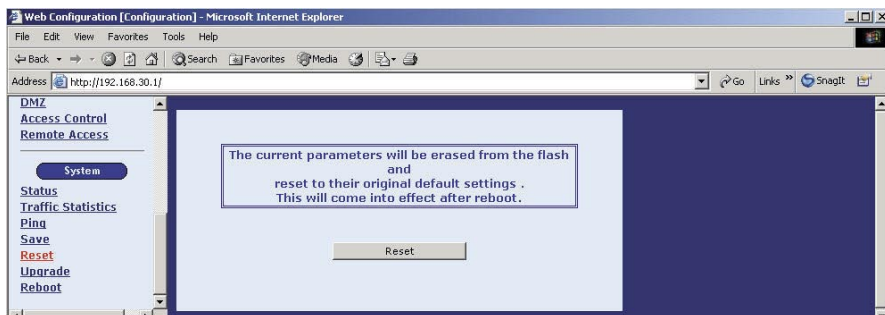 Web Configuration [Configuration] - Microsoft Internet Explorer
File Edit View Favorites Tools Help
Back Search Favorites Media
Address http://192.168.30.1/ Go Links » SnagIt
DMZ
Access Control
Remote Access
System
Status
Traffic Statistics
Ping
Save
Reset
Upgrade
Reboot
The current parameters will be erased from the flash
and
reset to their original default settings .
This will come into effect after reboot.
Reset